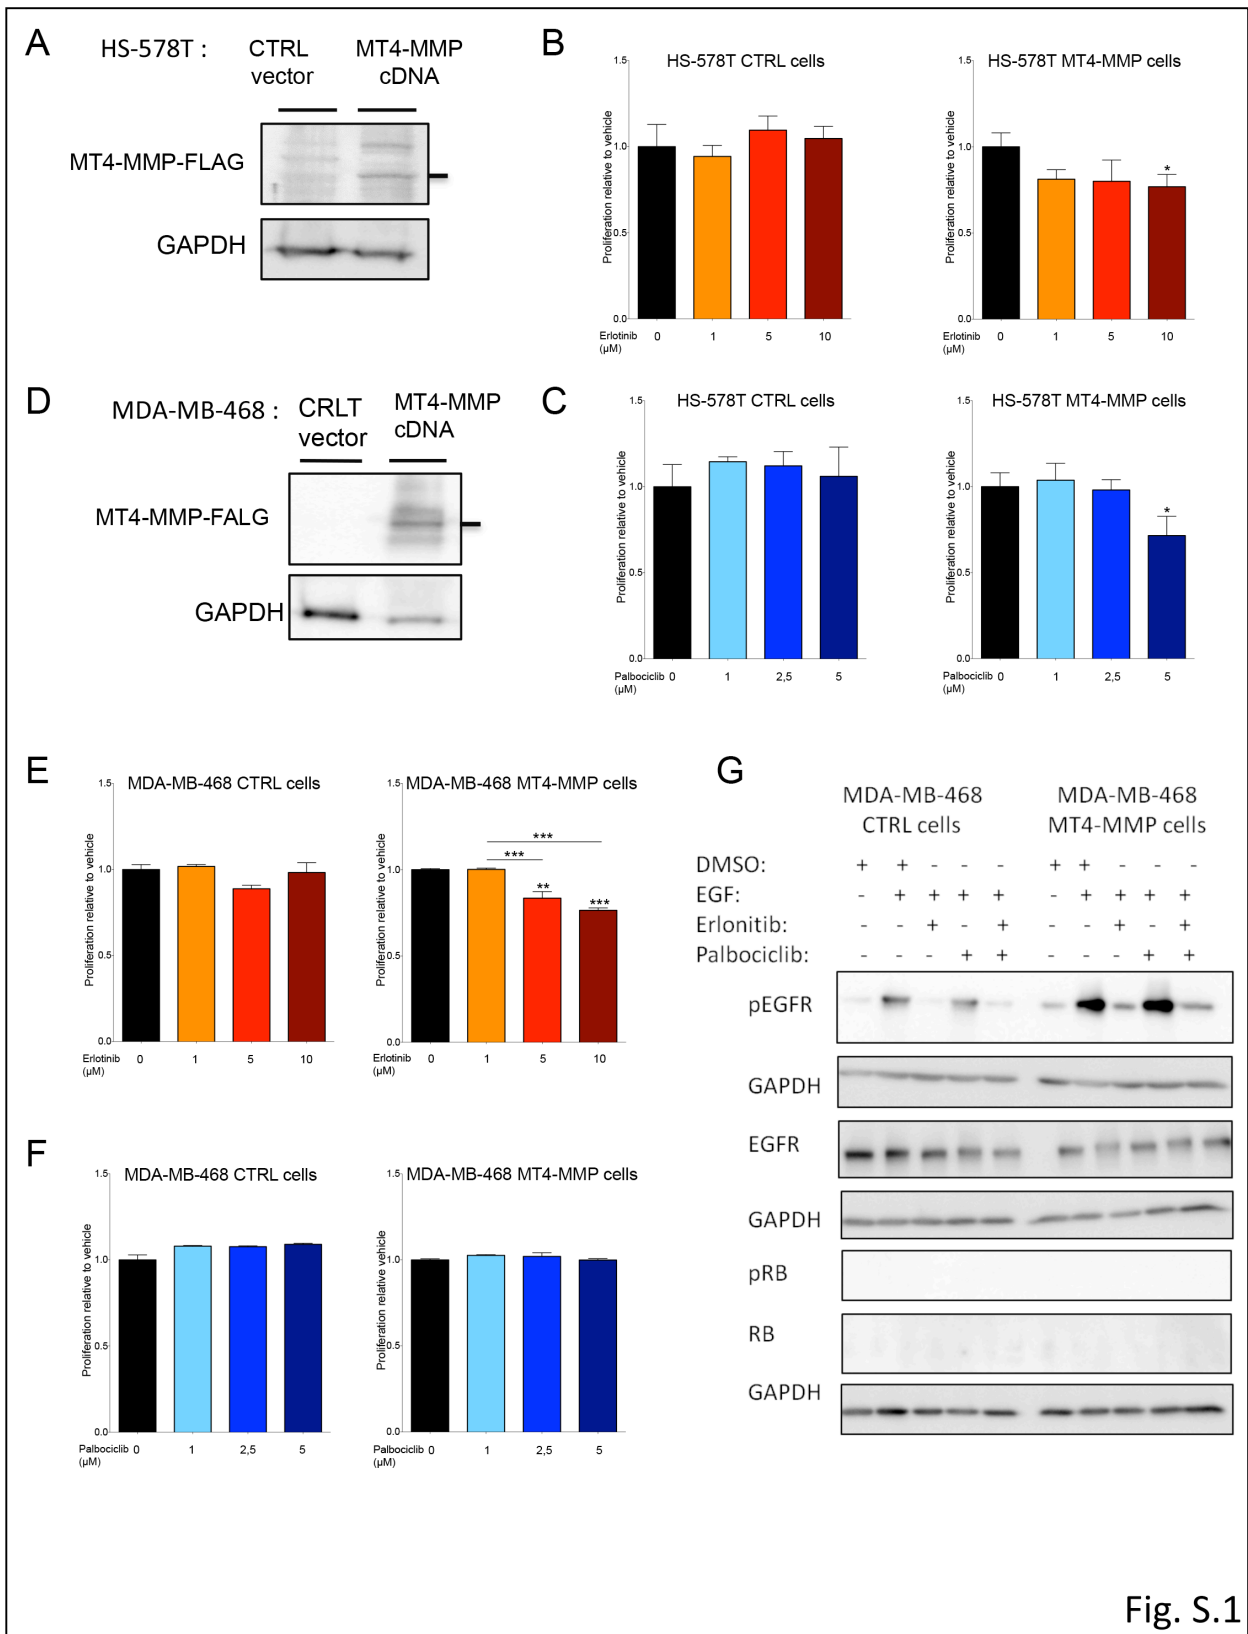 A
HS-578T :
CTRL
vector
MT4-MMP
cDNA
MT4-MMP-FLAG
GAPDH
B
HS-578T CTRL cells
Proliferation relative to vehicle
1.5
1.0
0.5
0.0
Erlotinib
(µM)
0 1 5 10
HS-578T MT4-MMP cells
Proliferation relative to vehicle
1.5
1.0
0.5
0.0
*
Erlotinib
(µM)
0 1 5 10
D
MDA-MB-468 :
CRLT
vector
MT4-MMP
cDNA
MT4-MMP-FALG
GAPDH
C
HS-578T CTRL cells
Proliferation relative to vehicle
1.5
1.0
0.5
0.0
Palbociclib 0 1 2,5 5
(µM)
HS-578T MT4-MMP cells
Proliferation relative to vehicle
1.5
1.0
0.5
0.0
*
Palbociclib 0 1 2,5 5
(µM)
E
MDA-MB-468 CTRL cells
Proliferation relative to vehicle
1.5
1.0
0.5
0.0
Erlotinib
(µM)
0 1 5 10
MDA-MB-468 MT4-MMP cells
Proliferation relative to vehicle
1.5
1.0
0.5
0.0
***
***
**
***
Erlotinib
(µM)
0 1 5 10
F
MDA-MB-468 CTRL cells
Proliferation relative to vehicle
1.5
1.0
0.5
0.0
Palbociclib 0 1 2,5 5
(µM)
MDA-MB-468 MT4-MMP cells
Proliferation relative to vehicle
1.5
1.0
0.5
0.0
Palbociclib 0 1 2,5 5
(µM)
G
MDA-MB-468
CTRL cells
MDA-MB-468
MT4-MMP cells
DMSO: + + - - - + + - - -
EGF: - + + + + - + + + +
Erlonitib: - - + - + - - + - +
Palbociclib: - - - + + - - - + +
pEGFR
GAPDH
EGFR
GAPDH
pRB
RB
GAPDH
Fig. S.1